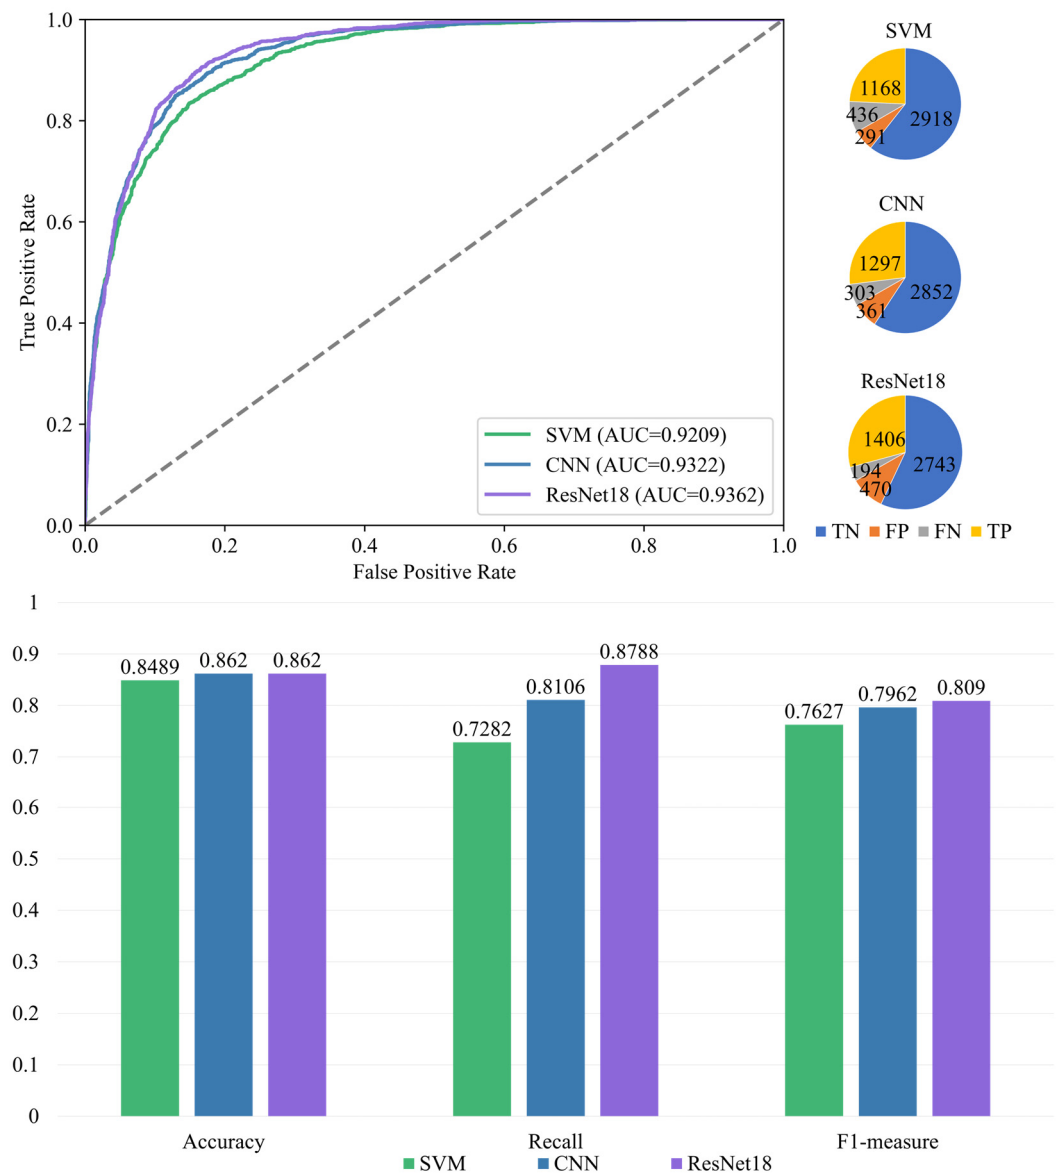 1.0
0.8
0.6
0.4
0.2
0.0
True Positive Rate
0.0 0.2 0.4 0.6 0.8 1.0
False Positive Rate
SVM (AUC=0.9209)
CNN (AUC=0.9322)
ResNet18 (AUC=0.9362)
SVM
1168
436
291
2918
CNN
1297
303
361
2852
ResNet18
1406
194
470
2743
TN FP FN TP
1
0.9
0.8
0.7
0.6
0.5
0.4
0.3
0.2
0.1
0
0.8489 0.862 0.862
0.7282 0.8106 0.8788
0.7627 0.7962 0.809
Accuracy Recall F1-measure
SVM CNN ResNet18